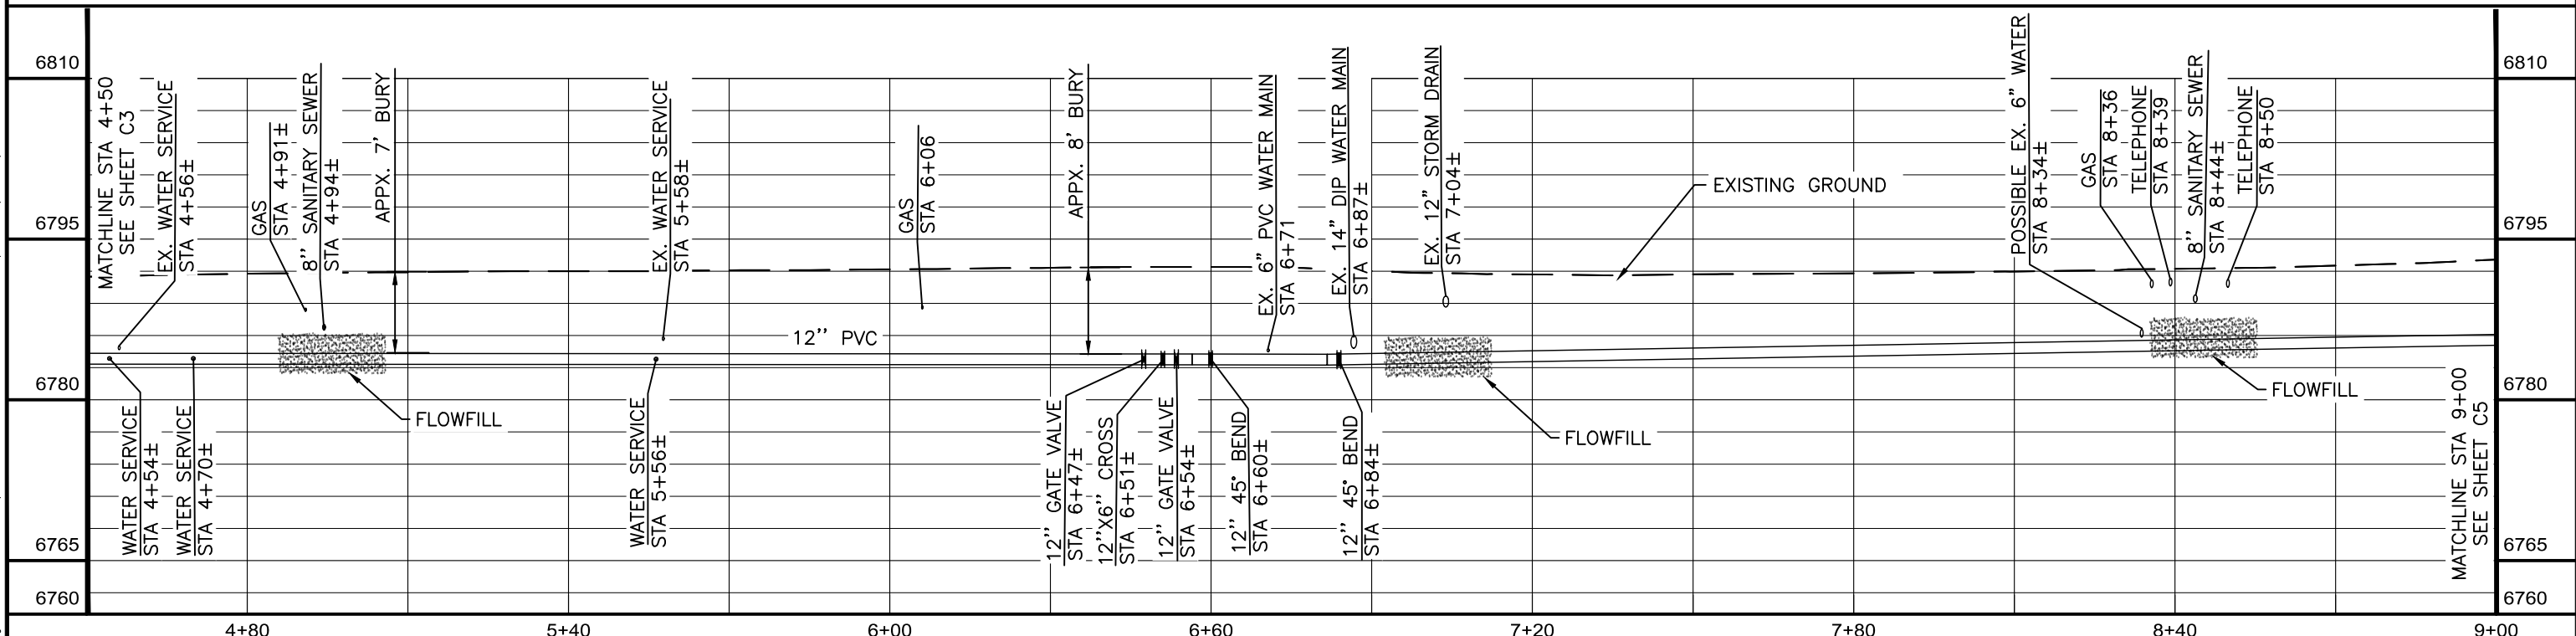 6810
6795
6780
6765
6760
MATCHLINE STA 4+50
SEE SHEET C3
EX. WATER SERVICE
STA 4+56±
GAS
STA 4+91±
8" SANITARY SEWER
STA 4+94±
APPX. 7' BURY
EX. WATER SERVICE
STA 5+58±
GAS
STA 6+06
APPX. 8' BURY
EX. 6" PVC WATER MAIN
STA 6+71
EX. 14" DIP WATER MAIN
STA 6+87±
EX. 12" STORM DRAIN
STA 7+04±
EXISTING GROUND
POSSIBLE EX. 6" WATER
STA 8+34±
GAS
STA 8+36
TELEPHONE
STA 8+39
8" SANITARY SEWER
STA 8+44±
TELEPHONE
STA 8+50
12" PVC
WATER SERVICE
STA 4+54±
WATER SERVICE
STA 4+70±
FLOWFILL
WATER SERVICE
STA 5+56±
12" GATE VALVE
STA 6+47±
12"X6" CROSS
STA 6+51±
12" GATE VALVE
STA 6+54±
12" 45° BEND
STA 6+60±
12" 45° BEND
STA 6+84±
FLOWFILL
FLOWFILL
MATCHLINE STA 9+00
SEE SHEET C5
6810
6795
6780
6765
6760
4+80
5+40
6+00
6+60
7+20
7+80
8+40
9+00